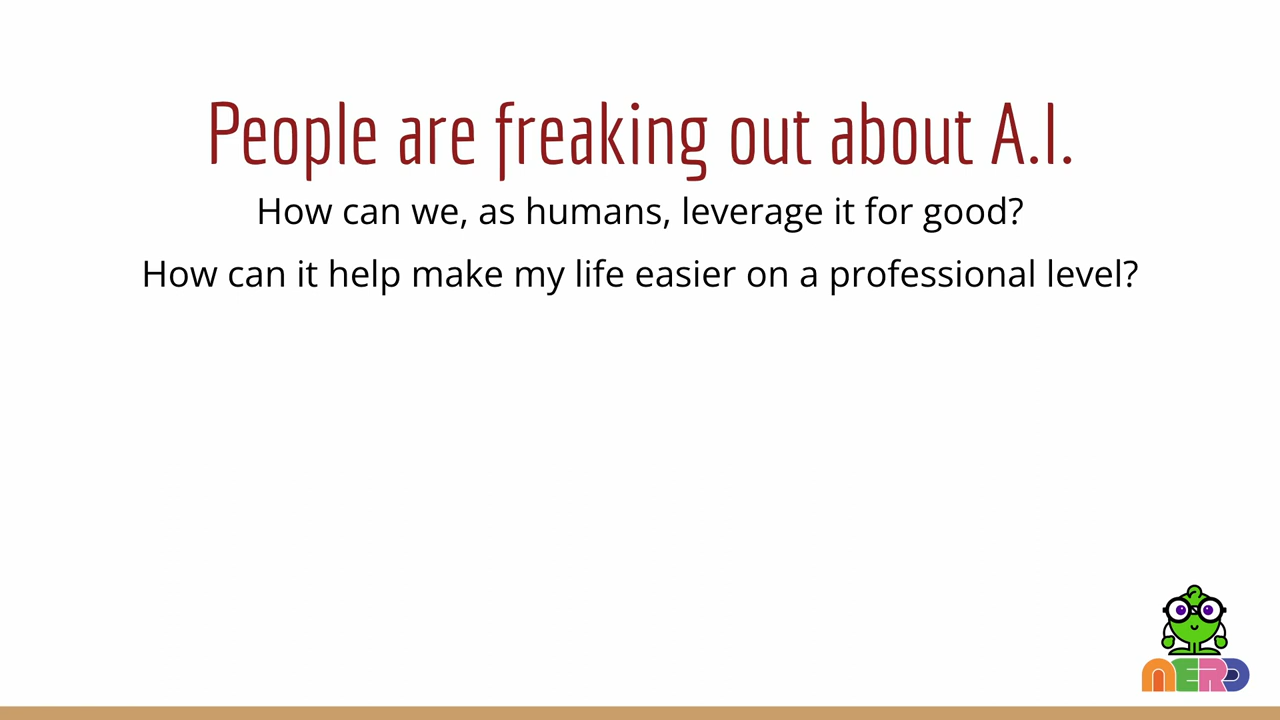 People are freaking out about A.I.
How can we, as humans, leverage it for good?
How can it help make my life easier on a professional level?
NERD